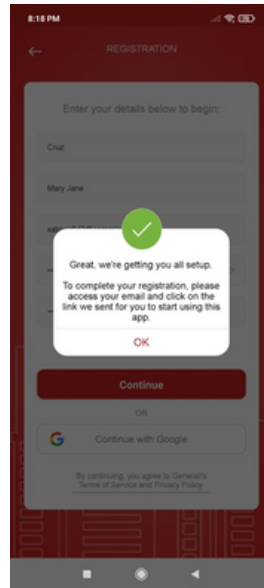 8:18 PM
REGISTRATION
Enter your details below to begin:
Cruz
Mary Jane
Great, we're getting you all setup.
To complete your registration, please
access your email and click on the
link we sent for you to start using this
app.
OK
Continue
OR
G
Continue with Google
By continuing, you agree to Generali's
Terms of Service and Privacy Policy